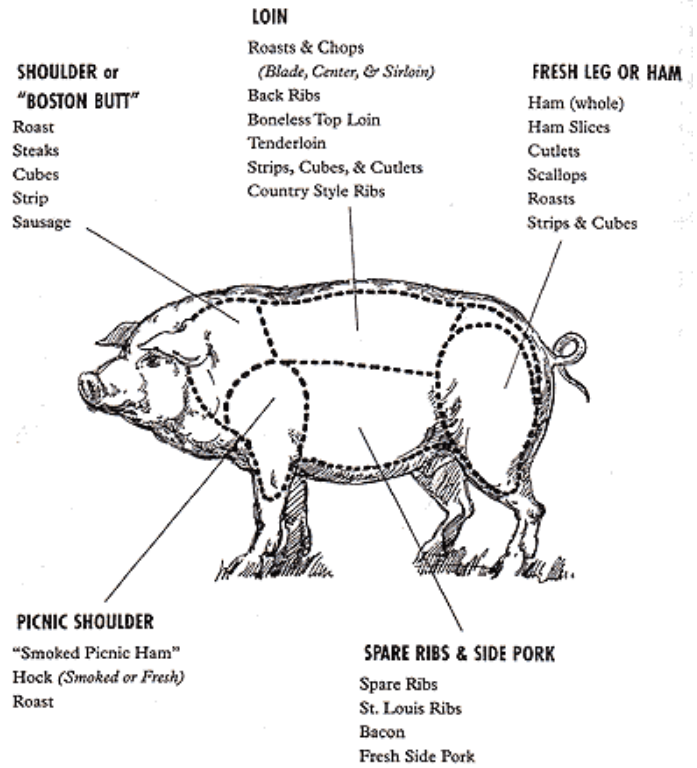 LOIN
Roasts & Chops
(Blade, Center, & Sirloin)
Back Ribs
Boneless Top Loin
Tenderloin
Strips, Cubes, & Cutlets
Country Style Ribs
SHOULDER or
"BOSTON BUTT"
Roast
Steaks
Cubes
Strip
Sausage
FRESH LEG OR HAM
Ham (whole)
Ham Slices
Cutlets
Scallops
Roasts
Strips & Cubes
PICNIC SHOULDER
"Smoked Picnic Ham"
Hock (Smoked or Fresh)
Roast
SPARE RIBS & SIDE PORK
Spare Ribs
St. Louis Ribs
Bacon
Fresh Side Pork